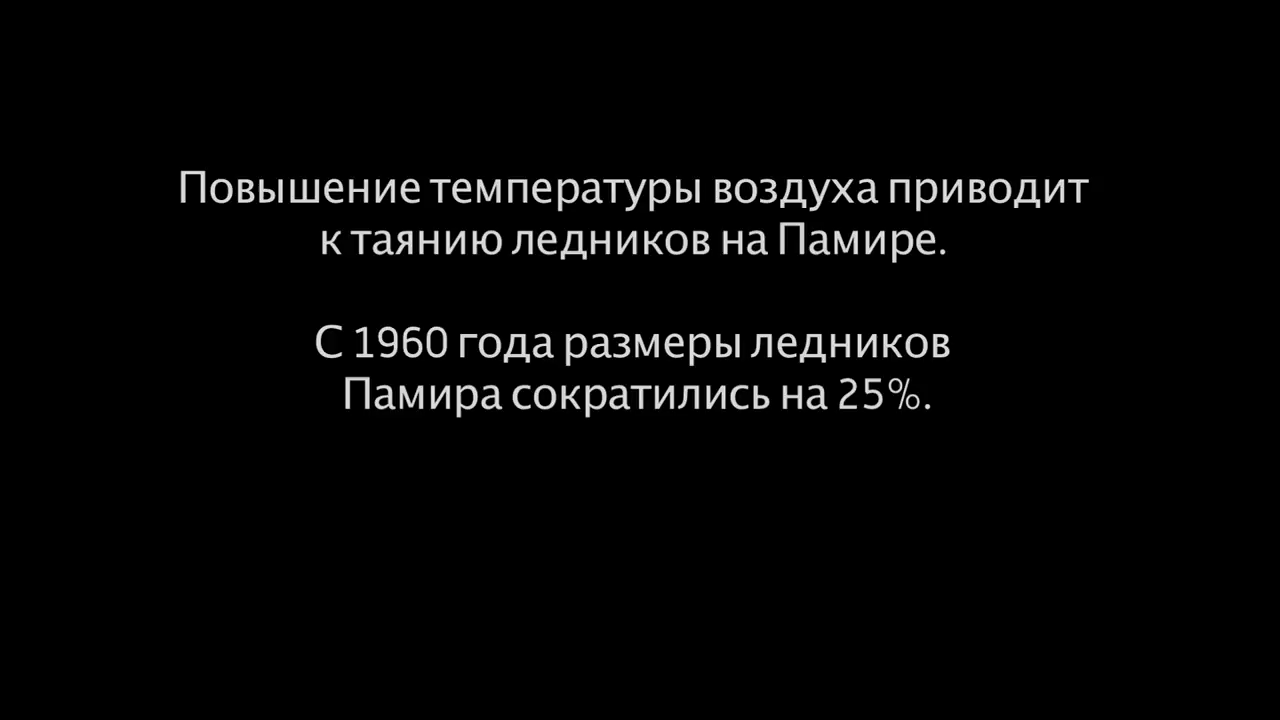 Повышение температуры воздуха приводит
к таянию ледников на Памире.
С 1960 года размеры ледников
Памира сократились на 25%.